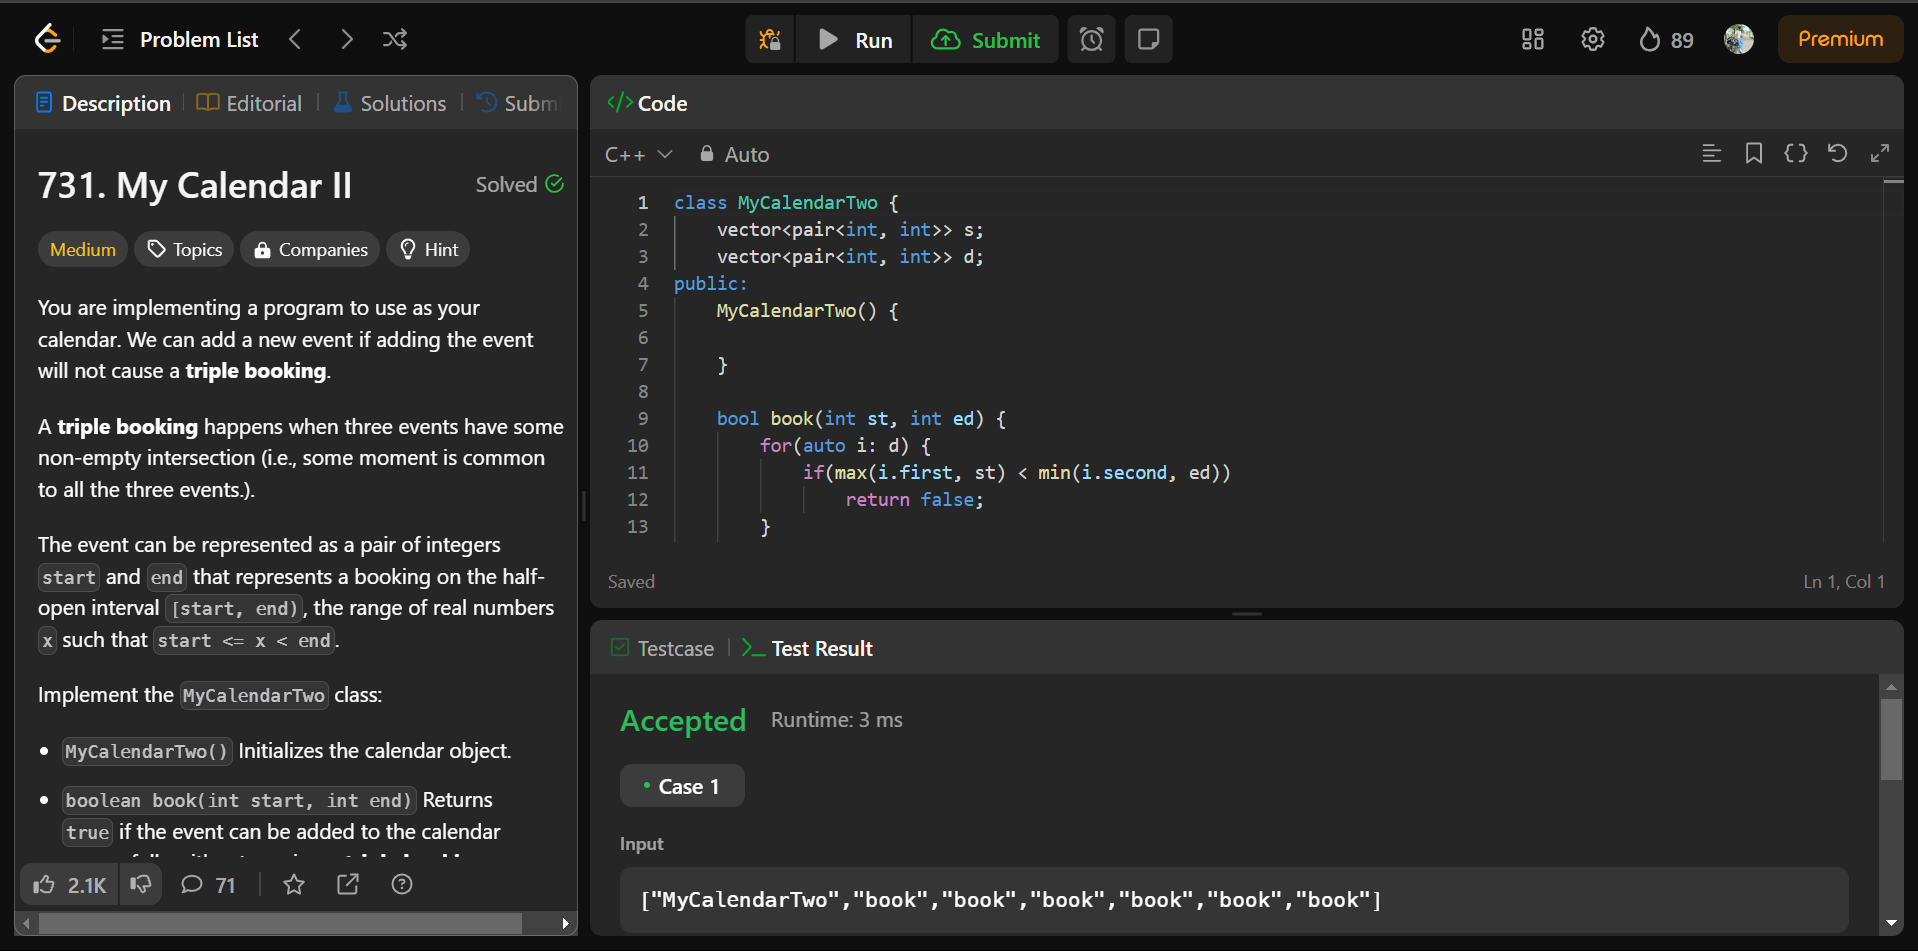 Problem List
Run
Submit
89
Premium
Description
Editorial
Solutions
Subm
731. My Calendar II
Solved
Medium
Topics
Companies
Hint
You are implementing a program to use as your
calendar. We can add a new event if adding the event
will not cause a triple booking.
A triple booking happens when three events have some
non-empty intersection (i.e., some moment is common
to all the three events.).
The event can be represented as a pair of integers
start and end that represents a booking on the half-
open interval [start, end), the range of real numbers
x such that start <= x < end.
Implement the MyCalendarTwo class:
• MyCalendarTwo() Initializes the calendar object.
• boolean book(int start, int end) Returns
true if the event can be added to the calendar
2.1K
71
</> Code
C++
Auto
1 class MyCalendarTwo {
2 vector<pair<int, int>> s;
3 vector<pair<int, int>> d;
4 public:
5 MyCalendarTwo() {
6
7 }
8
9 bool book(int st, int ed) {
10 for(auto i: d) {
11 if(max(i.first, st) < min(i.second, ed))
12 return false;
13 }
Saved
Ln 1, Col 1
Testcase
Test Result
Accepted
Runtime: 3 ms
• Case 1
Input
["MyCalendarTwo","book","book","book","book","book","book"]